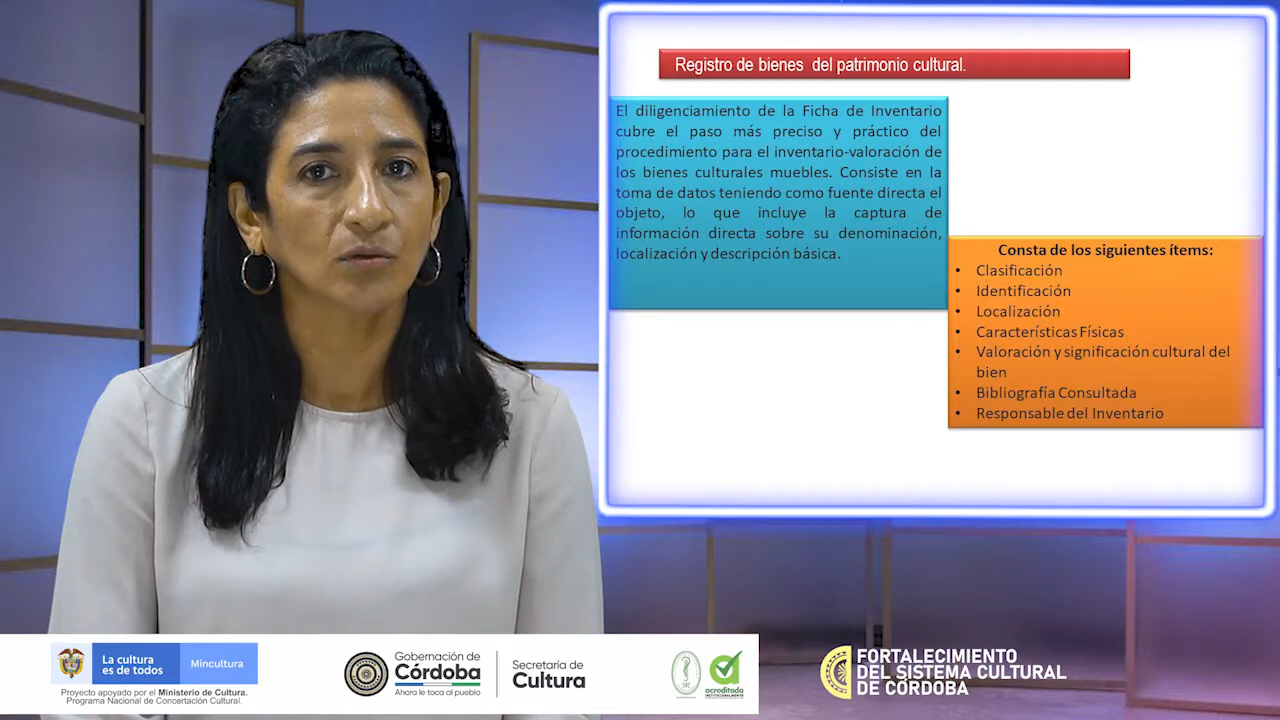 Registro de bienes del patrimonio cultural.
El diligenciamiento de la Ficha de Inventario
cubre el paso más preciso y práctico del
procedimiento para el inventario-valoración de
los bienes culturales muebles. Consiste en la
toma de datos teniendo como fuente directa el
objeto, lo que incluye la captura de
información directa sobre su denominación,
localización y descripción básica.
Consta de los siguientes ítems:
• Clasificación
• Identificación
• Localización
• Características Físicas
• Valoración y significación cultural del
bien
• Bibliografía Consultada
• Responsable del Inventario
La cultura
es de todos
Mincultura
Proyecto apoyado por el Ministerio de Cultura.
Programa Nacional de Concertación Cultural.
Gobernación de
Córdoba
Ahora le toca al pueblo
Secretaría de
Cultura
acreditada
INSTITUCIONALMENTE
FORTALECIMIENTO
DEL SISTEMA CULTURAL
DE CÓRDOBA